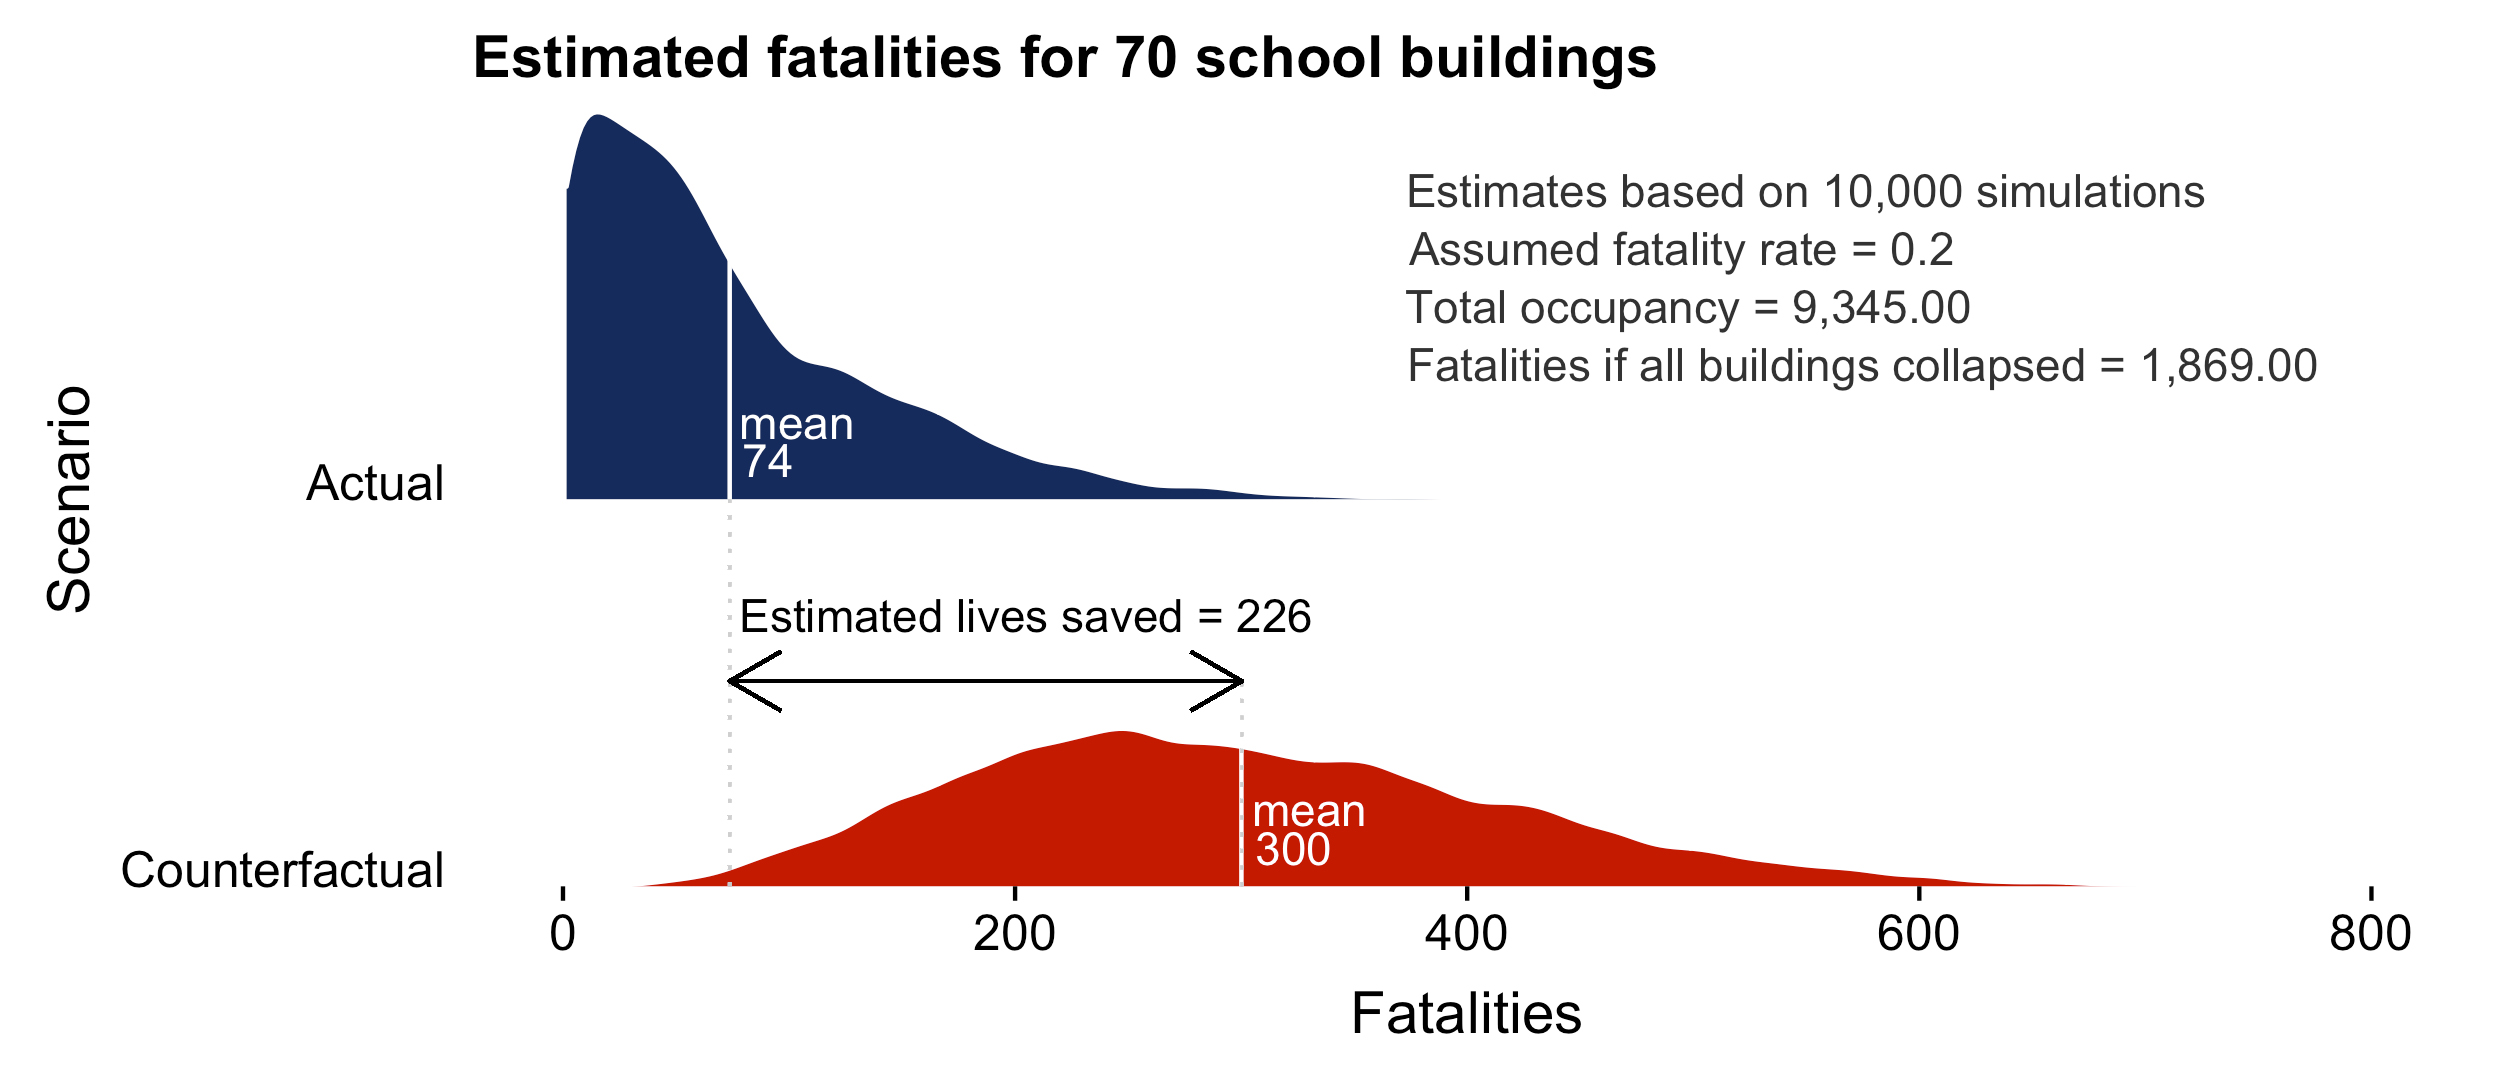 Estimated fatalities for 70 school buildings
Estimates based on 10,000 simulations
Assumed fatality rate = 0.2
Total occupancy = 9,345.00
Fatalities if all buildings collapsed = 1,869.00
Scenario
Actual
mean
74
Estimated lives saved = 226
Counterfactual
mean
300
0
200
400
600
800
Fatalities